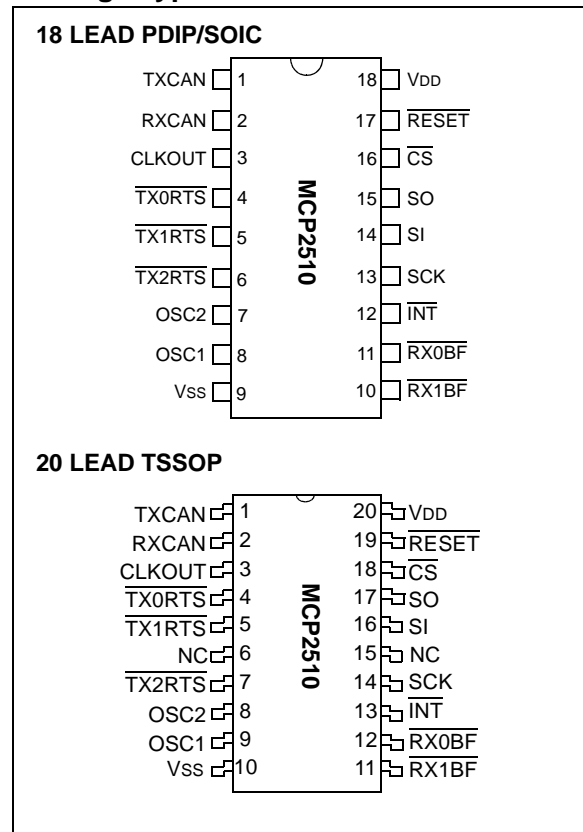 18 LEAD PDIP/SOIC
TXCAN 1 18 VDD
RXCAN 2 17 RESET
CLKOUT 3 16 CS
TX0RTS 4 15 SO
TX1RTS 5 14 SI
TX2RTS 6 13 SCK
OSC2 7 12 INT
OSC1 8 11 RX0BF
VSS 9 10 RX1BF
MCP2510
20 LEAD TSSOP
TXCAN 1 20 VDD
RXCAN 2 19 RESET
CLKOUT 3 18 CS
TX0RTS 4 17 SO
TX1RTS 5 16 SI
NC 6 15 NC
TX2RTS 7 14 SCK
OSC2 8 13 INT
OSC1 9 12 RX0BF
VSS 10 11 RX1BF
MCP2510